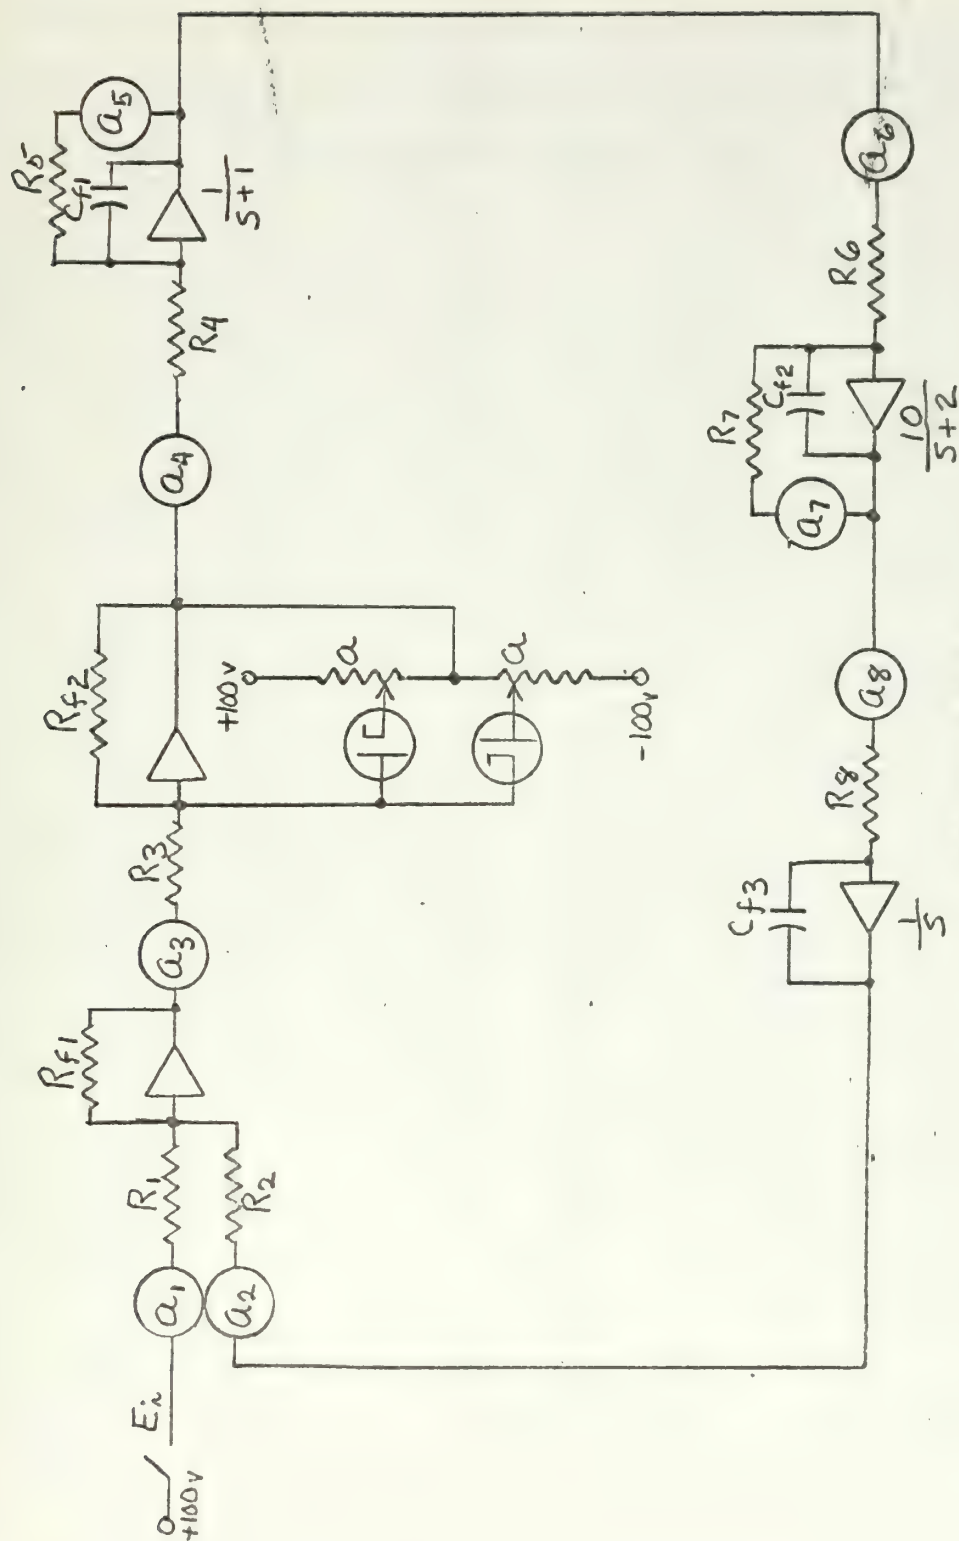 +100v
Ei
a1
R1
a2
R2
Rf1
a3
R3
Rf2
+100v
a
a
-100v
a4
R4
R5
Cf1
a5
1
S+1
a6
R6
R7
Cf2
a7
10
S+2
a8
R8
Cf3
1
S